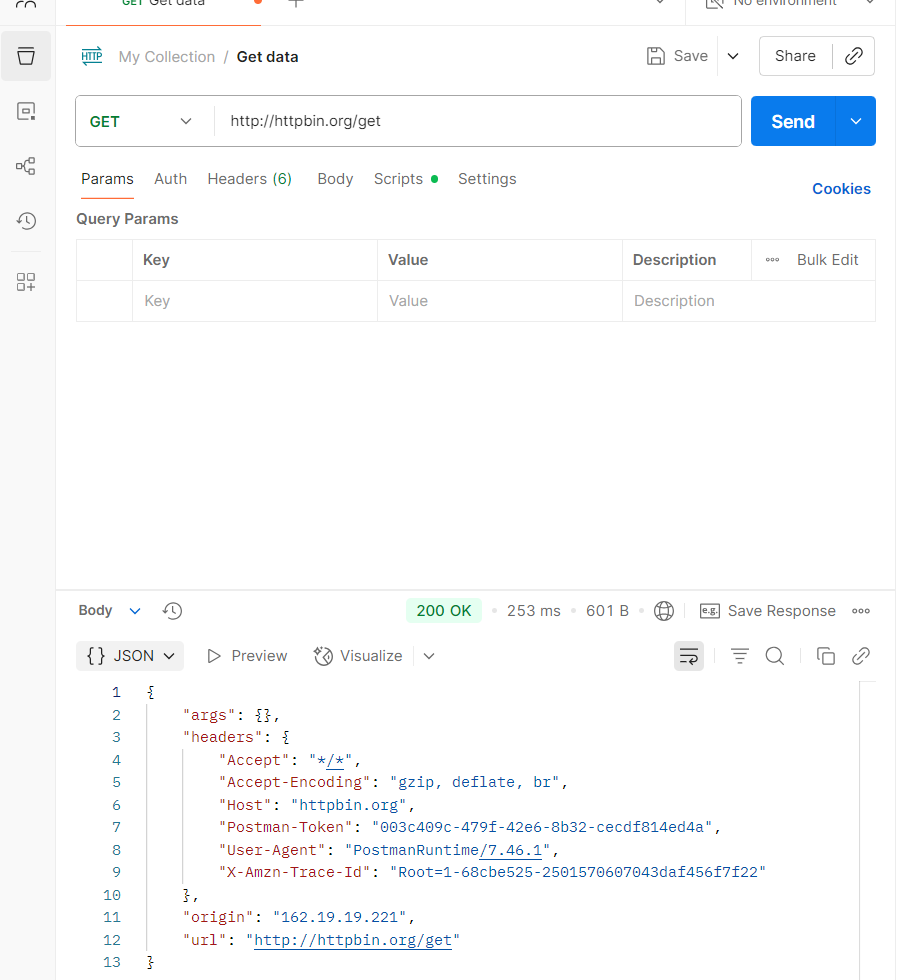 GET Get data
No environment
HTTP My Collection / Get data Save Share
GET http://httpbin.org/get Send
Params Auth Headers (6) Body Scripts Settings Cookies
Query Params
Key Value Description Bulk Edit
Key Value Description
Body 200 OK 253 ms 601 B e.g. Save Response
{} JSON Preview Visualize
1 {
2 "args": {},
3 "headers": {
4 "Accept": "*/*",
5 "Accept-Encoding": "gzip, deflate, br",
6 "Host": "httpbin.org",
7 "Postman-Token": "003c409c-479f-42e6-8b32-cecdf814ed4a",
8 "User-Agent": "PostmanRuntime/7.46.1",
9 "X-Amzn-Trace-Id": "Root=1-68cbe525-2501570607043daf456f7f22"
10 },
11 "origin": "162.19.19.221",
12 "url": "http://httpbin.org/get"
13 }